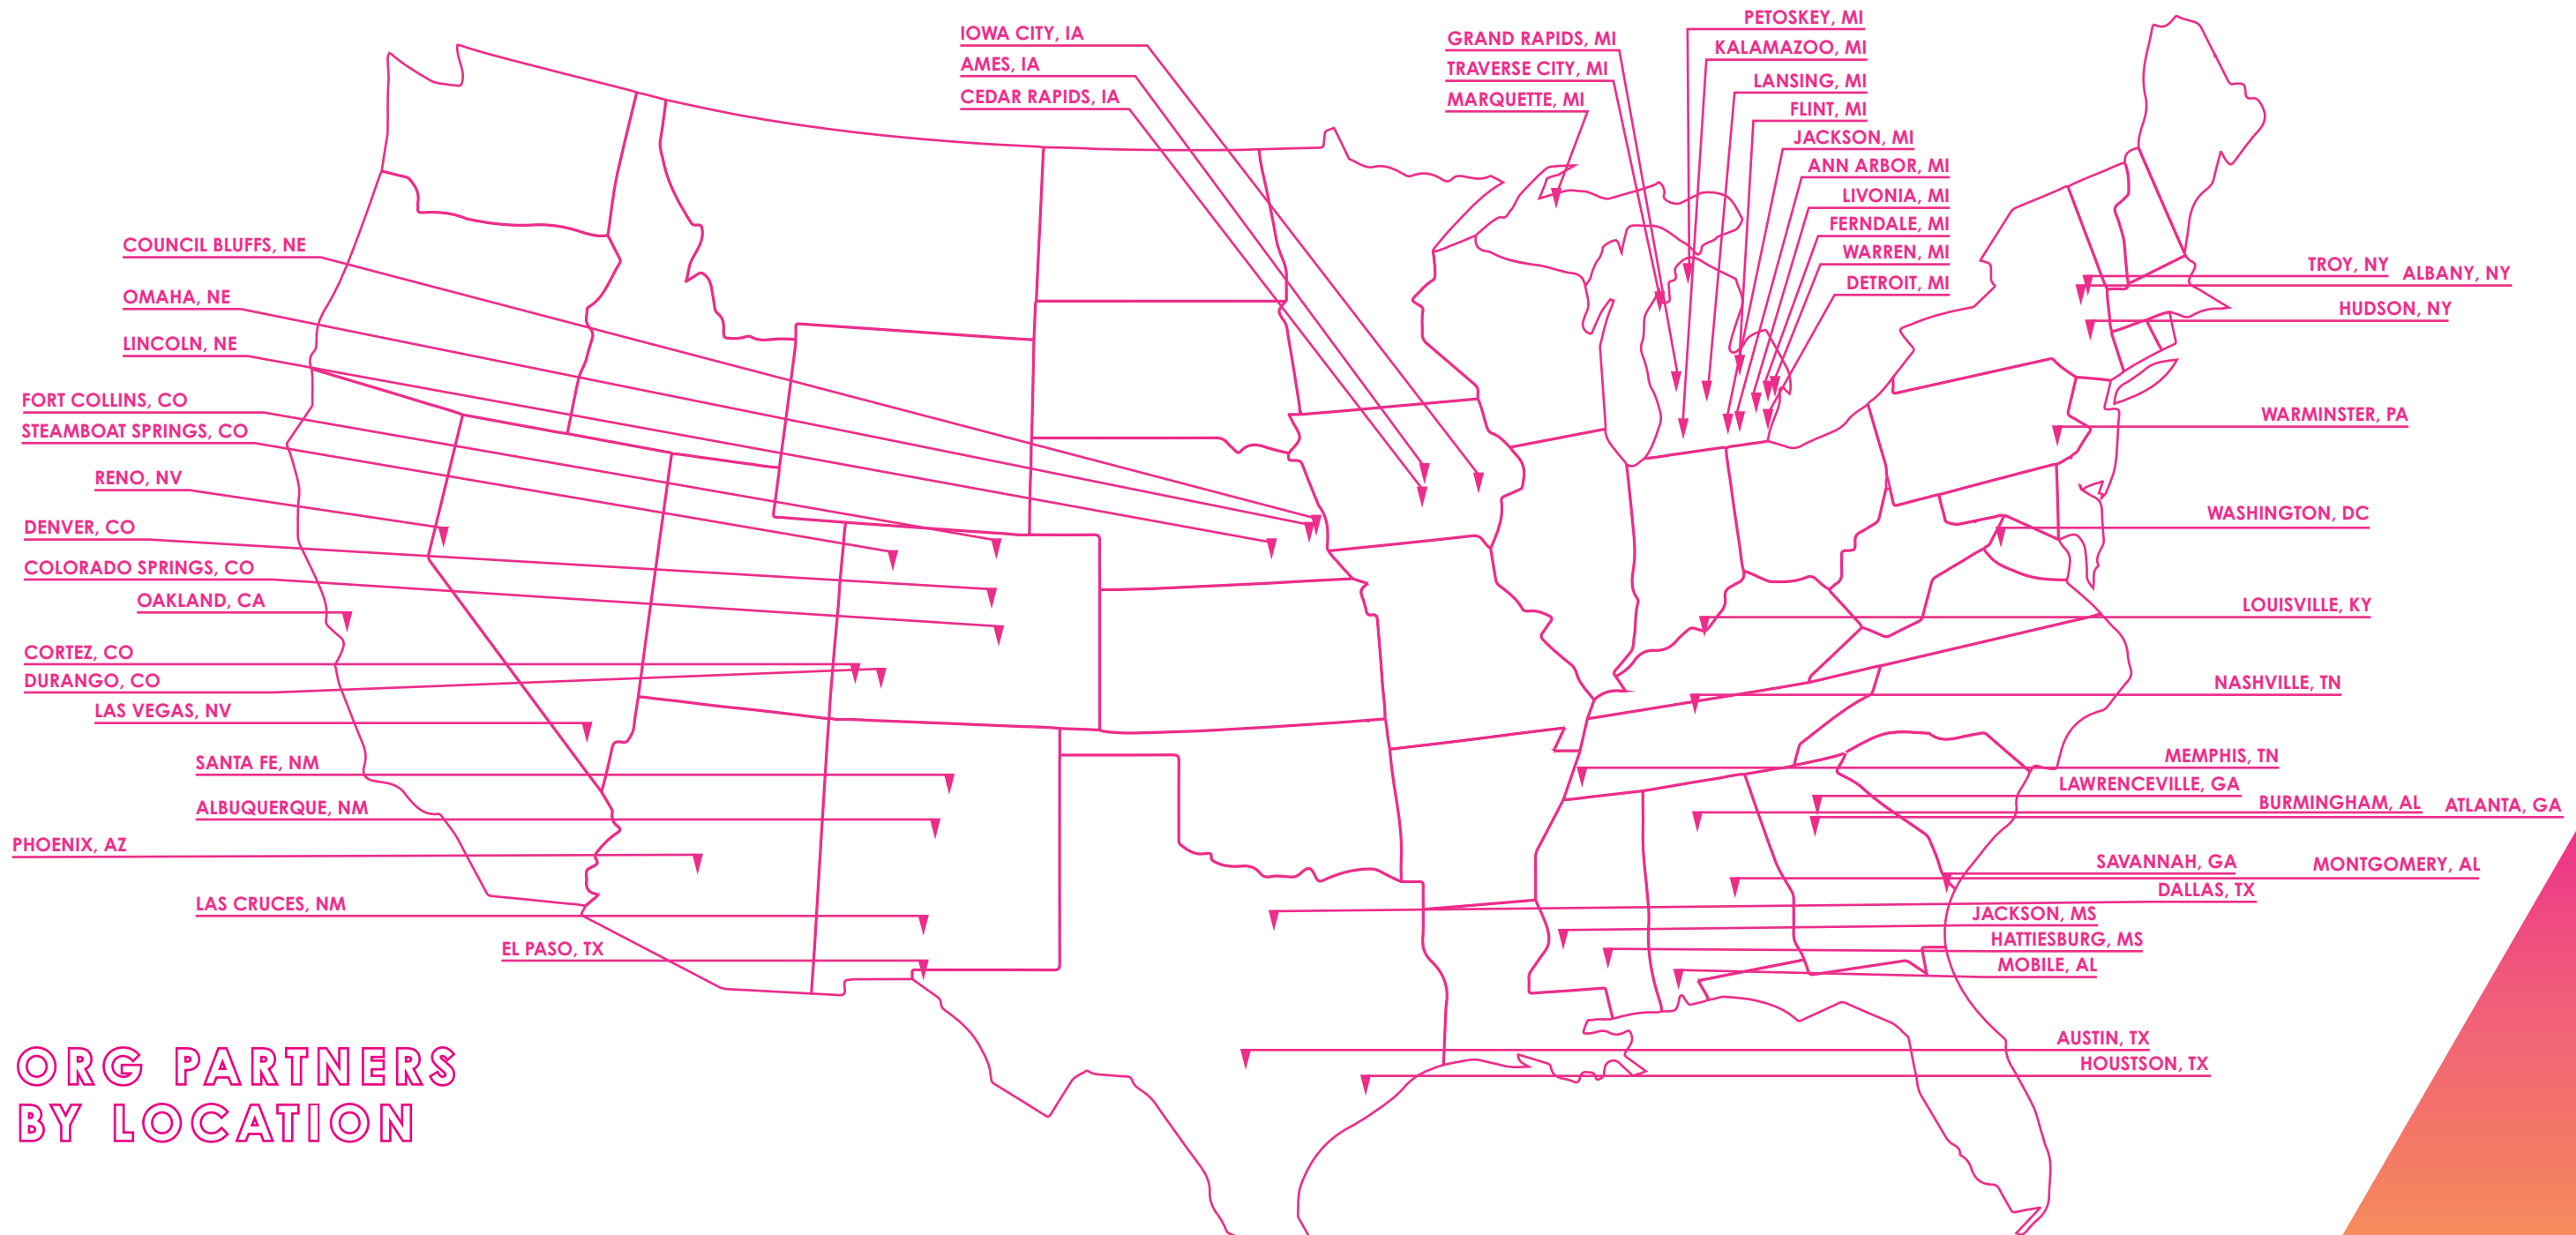 IOWA CITY, IA
AMES, IA
CEDAR RAPIDS, IA
GRAND RAPIDS, MI
TRAVERSE CITY, MI
MARQUETTE, MI
PETOSKEY, MI
KALAMAZOO, MI
LANSING, MI
FLINT, MI
JACKSON, MI
ANN ARBOR, MI
LIVONIA, MI
FERNDALE, MI
WARREN, MI
DETROIT, MI
COUNCIL BLUFFS, NE
OMAHA, NE
LINCOLN, NE
FORT COLLINS, CO
STEAMBOAT SPRINGS, CO
RENO, NV
DENVER, CO
COLORADO SPRINGS, CO
OAKLAND, CA
CORTEZ, CO
DURANGO, CO
LAS VEGAS, NV
SANTA FE, NM
ALBUQUERQUE, NM
PHOENIX, AZ
LAS CRUCES, NM
EL PASO, TX
TROY, NY
ALBANY, NY
HUDSON, NY
WARMINSTER, PA
WASHINGTON, DC
LOUISVILLE, KY
NASHVILLE, TN
MEMPHIS, TN
LAWRENCEVILLE, GA
BURMINGHAM, AL
ATLANTA, GA
SAVANNAH, GA
MONTGOMERY, AL
DALLAS, TX
JACKSON, MS
HATTIESBURG, MS
MOBILE, AL
AUSTIN, TX
HOUSTSON, TX
ORG PARTNERS
BY LOCATION